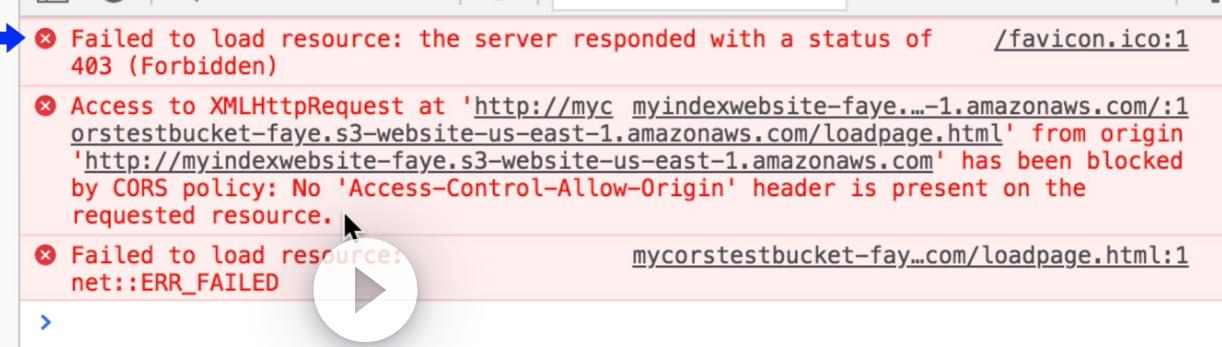 Failed to load resource: the server responded with a status of /favicon.ico:1
403 (Forbidden)
Access to XMLHttpRequest at 'http://myc myindexwebsite-faye.…-1.amazonaws.com/:1
orstestbucket-faye.s3-website-us-east-1.amazonaws.com/loadpage.html' from origin
'http://myindexwebsite-faye.s3-website-us-east-1.amazonaws.com' has been blocked
by CORS policy: No 'Access-Control-Allow-Origin' header is present on the
requested resource.
Failed to load resource: mycorstestbucket-fay…com/loadpage.html:1
net::ERR_FAILED